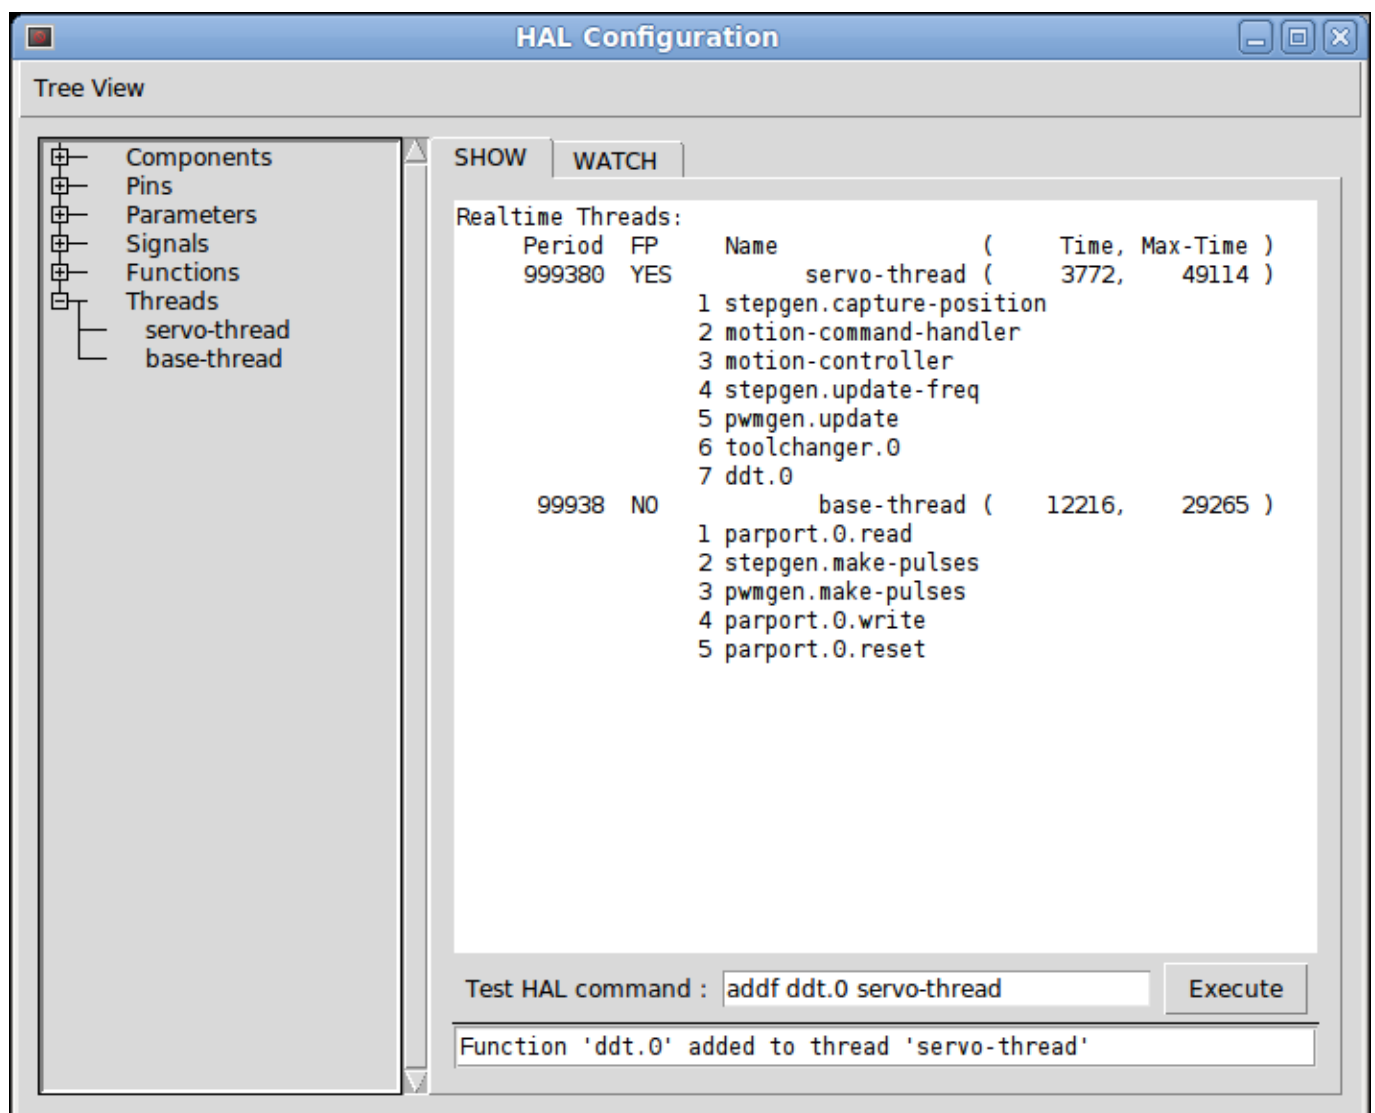 HAL Configuration
Tree View
Components
Pins
Parameters
Signals
Functions
Threads
servo-thread
base-thread
SHOW WATCH
Realtime Threads:
Period FP Name ( Time, Max-Time )
999380 YES servo-thread ( 3772, 49114 )
1 stepgen.capture-position
2 motion-command-handler
3 motion-controller
4 stepgen.update-freq
5 pwmgen.update
6 toolchanger.0
7 ddt.0
99938 NO base-thread ( 12216, 29265 )
1 parport.0.read
2 stepgen.make-pulses
3 pwmgen.make-pulses
4 parport.0.write
5 parport.0.reset
Test HAL command : addf ddt.0 servo-thread Execute
Function 'ddt.0' added to thread 'servo-thread'